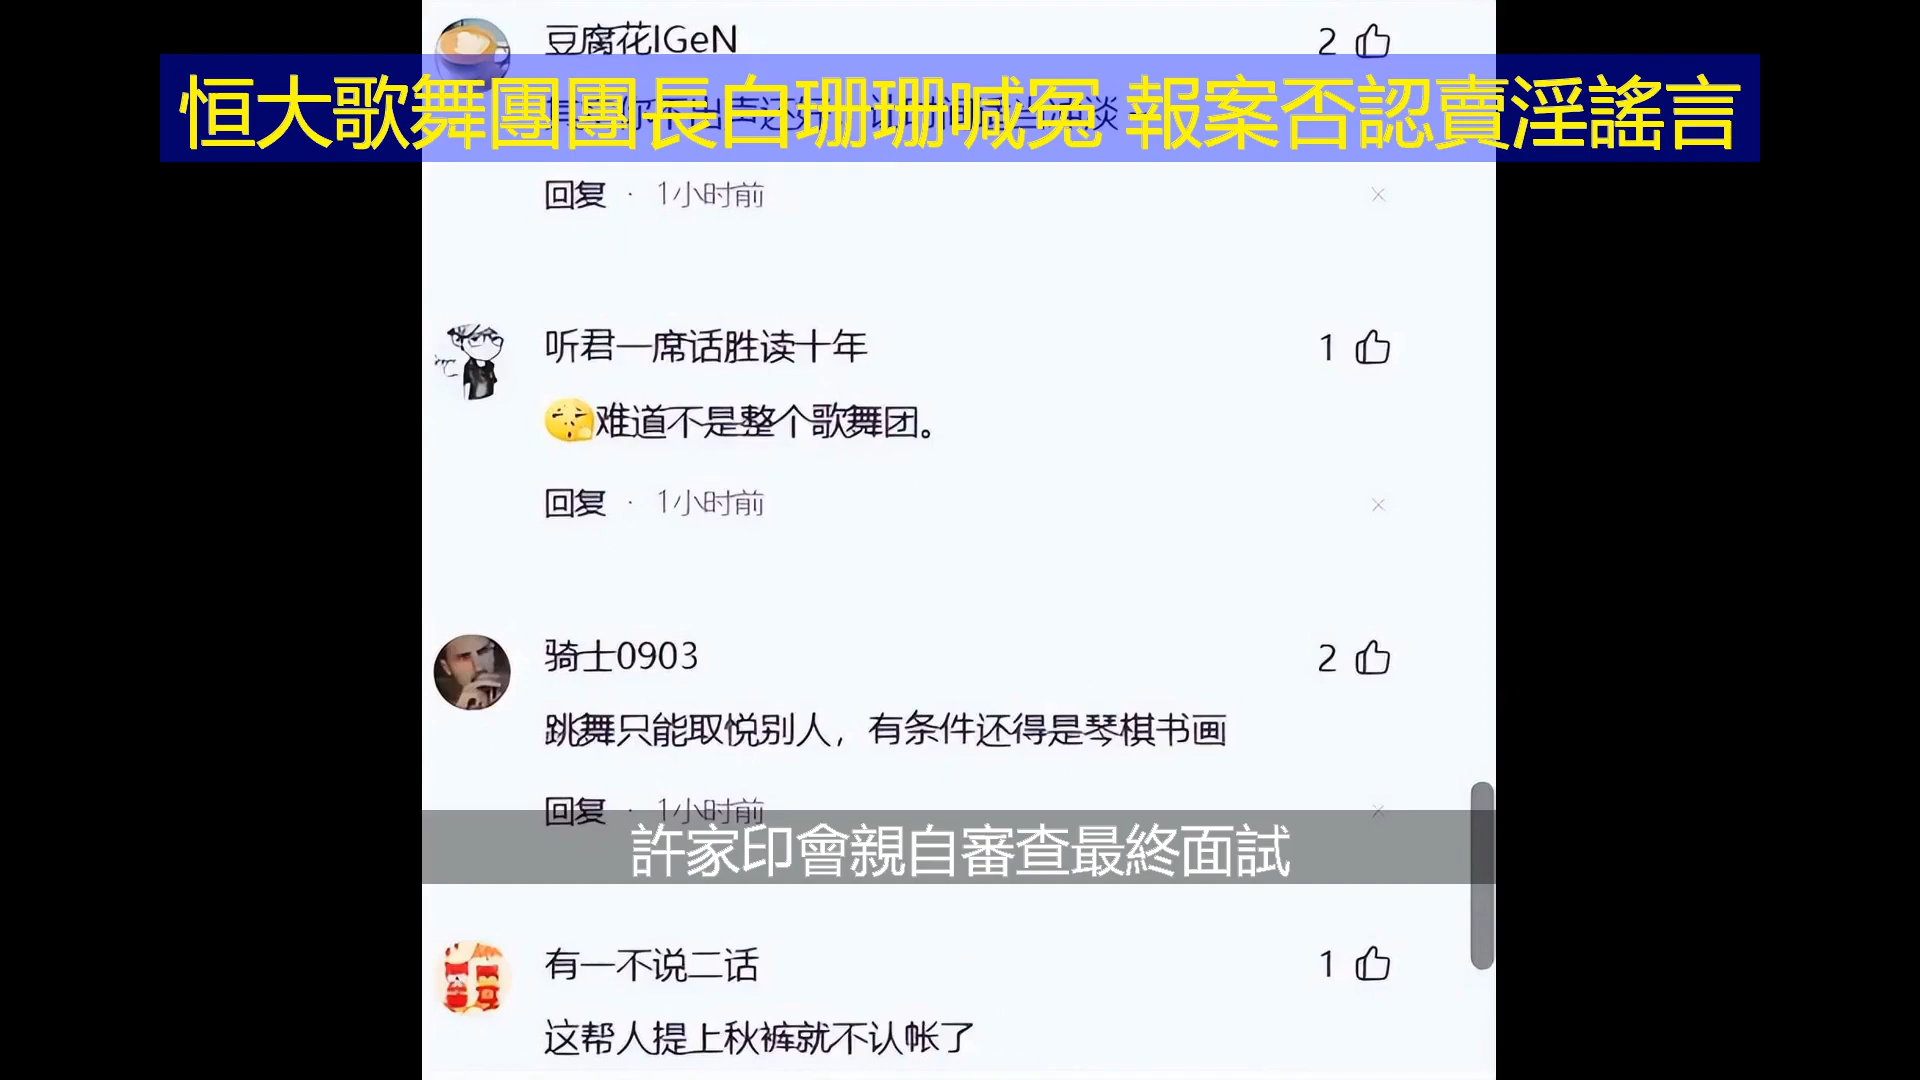 豆腐花IGeN
2
恒大歌舞團團長白珊珊喊冤 報案否認賣淫謠言
回复 · 1小时前
听君一席话胜读十年
1
难道不是整个歌舞团。
回复 · 1小时前
骑士0903
2
跳舞只能取悦别人，有条件还得是琴棋书画
回复 · 1小时前
許家印會親自審查最終面試
有一不说二话
1
这帮人提上秋裤就不认帐了